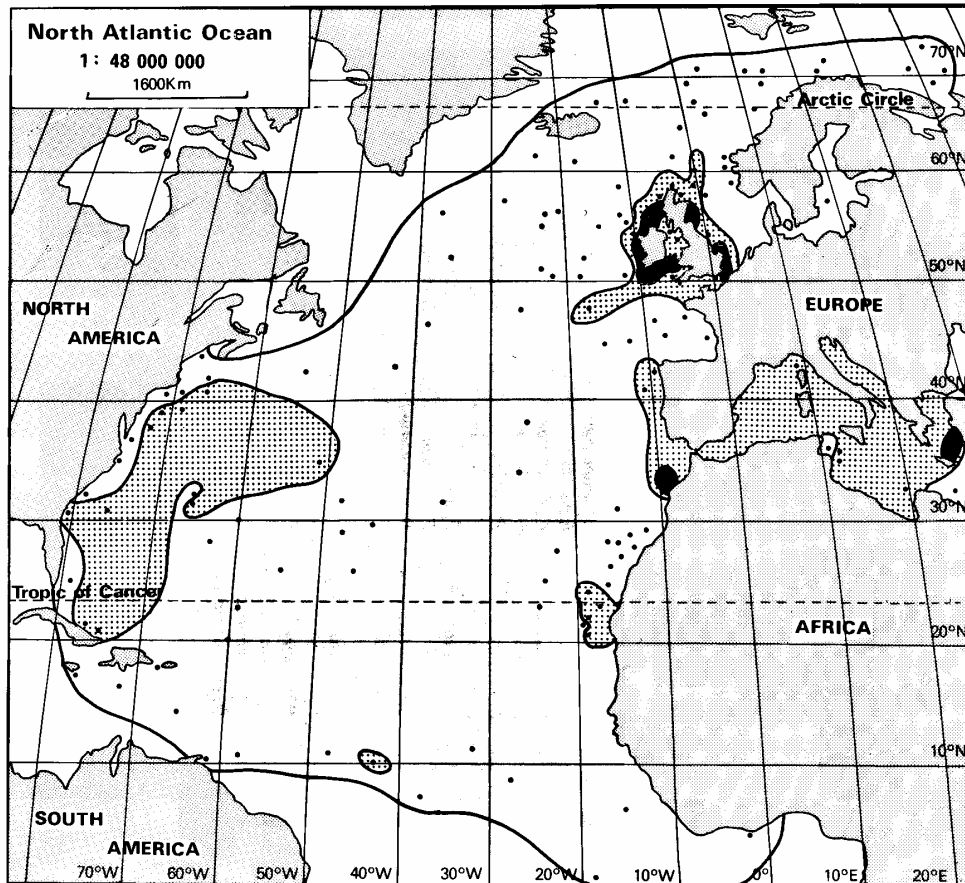 North Atlantic Ocean
1: 48 000 000
1600Km
70°N
Arctic Circle
60°N
50°N
NORTH
AMERICA
EUROPE
40°N
30°N
Tropic of Cancer
AFRICA
20°N
10°N
SOUTH
AMERICA
70°W
60°W
50°W
40°W
30°W
20°W
10°W
0°
10°E
20°E